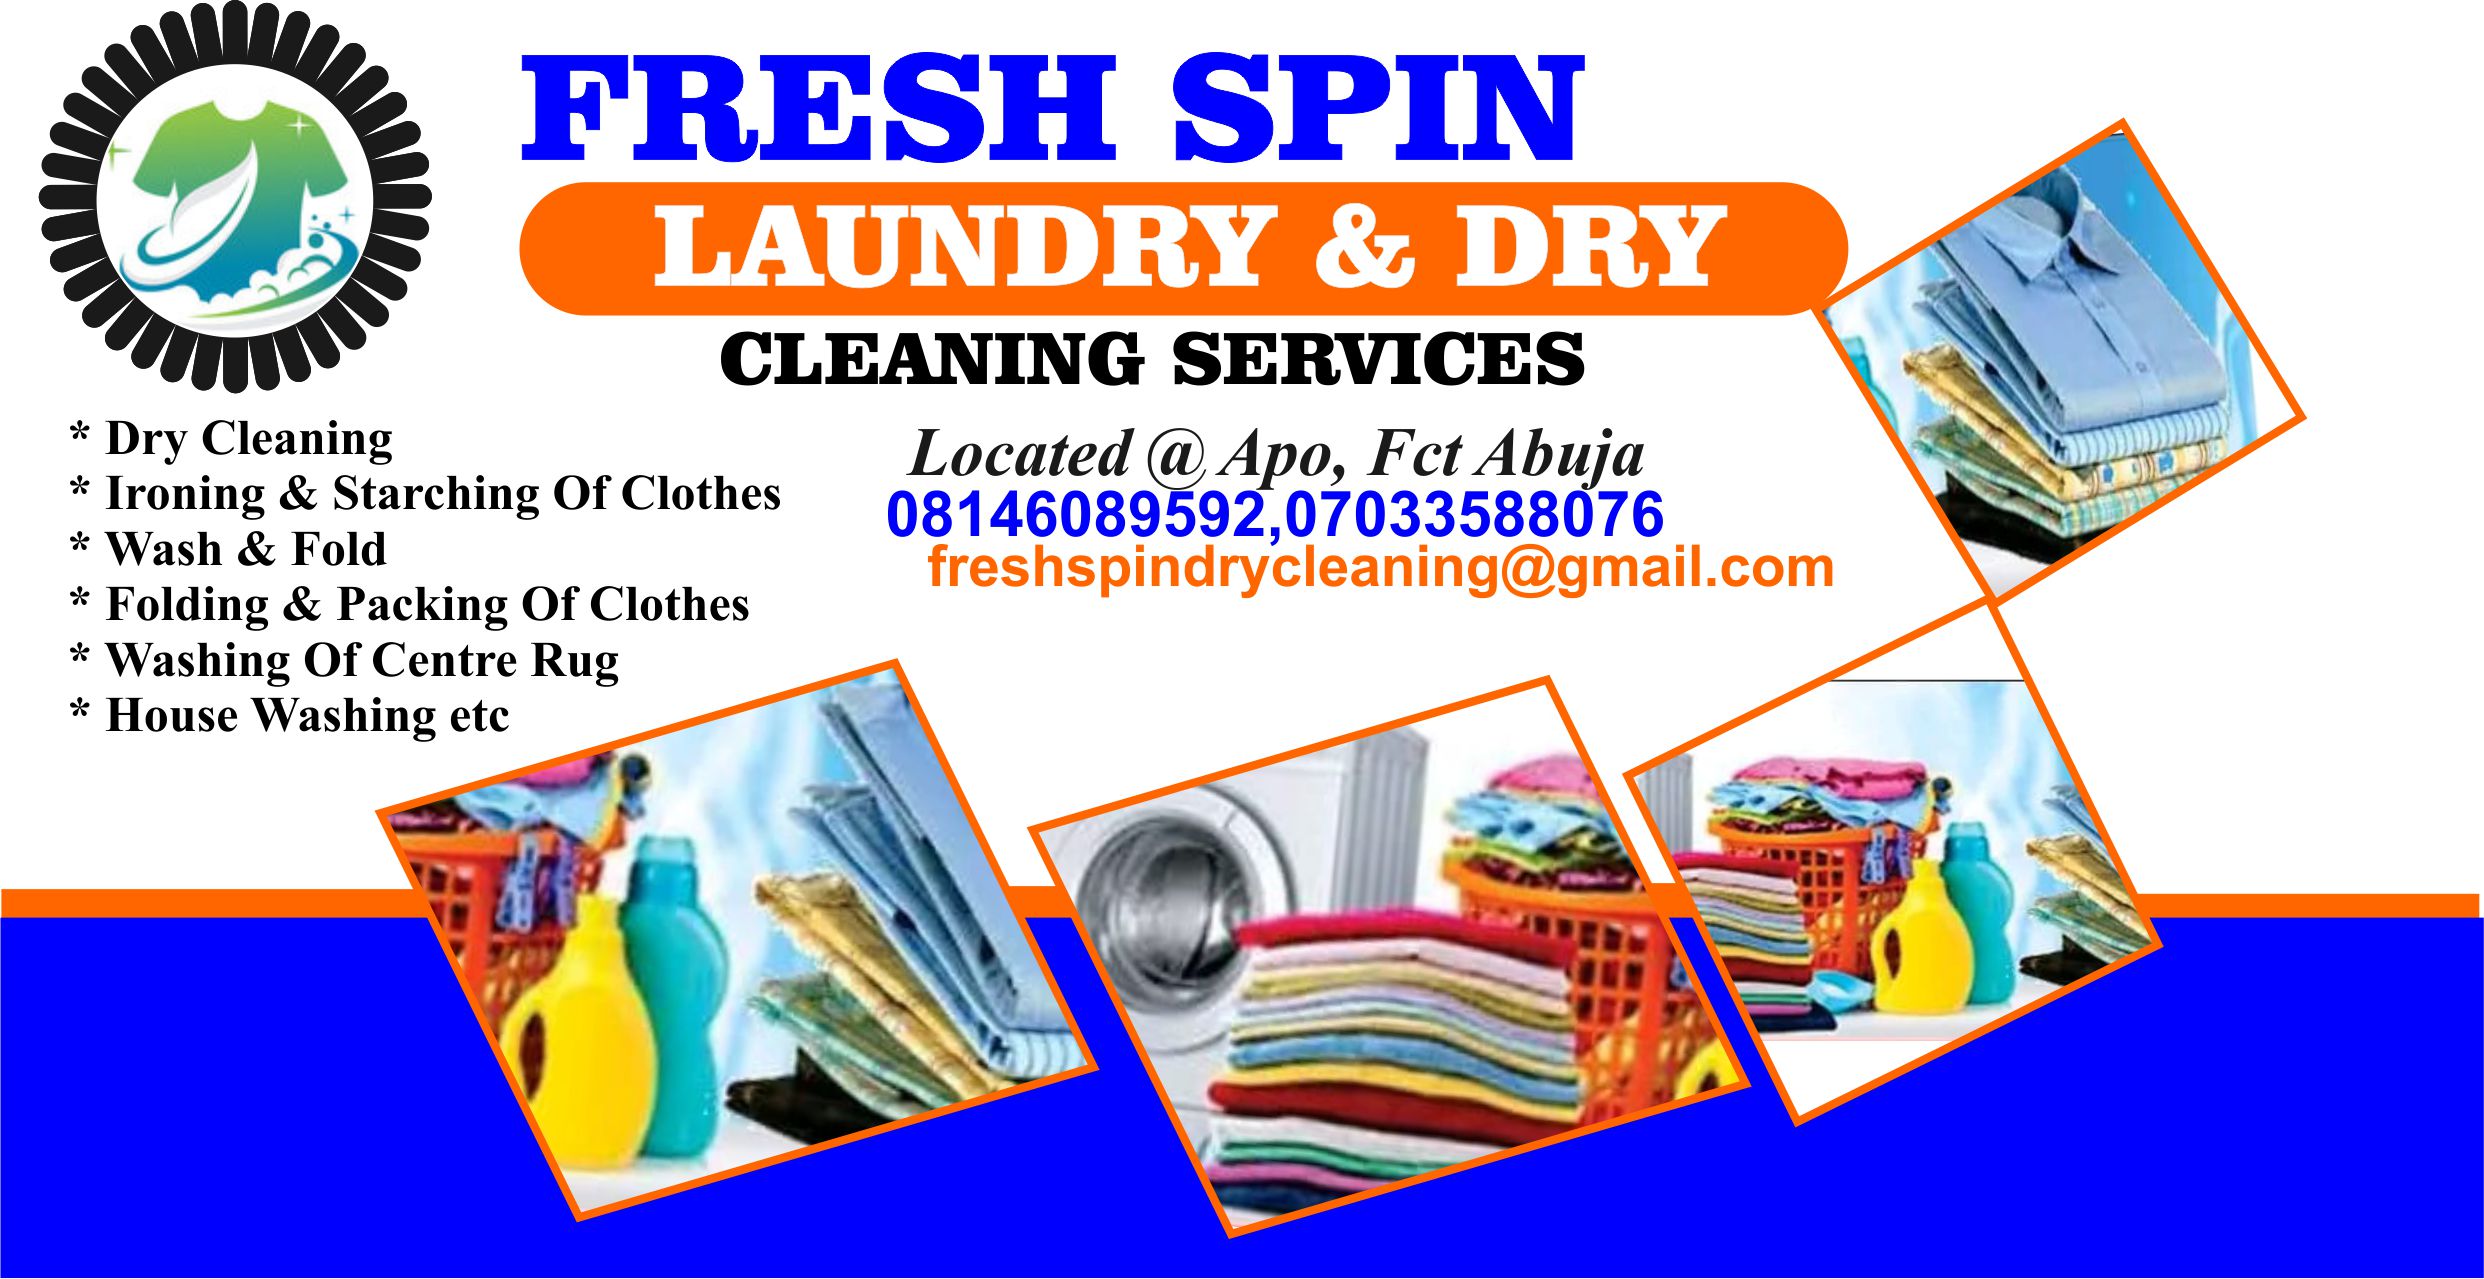 FRESH SPIN
LAUNDRY & DRY
CLEANING SERVICES
* Dry Cleaning
* Ironing & Starching Of Clothes
* Wash & Fold
* Folding & Packing Of Clothes
* Washing Of Centre Rug
* House Washing etc
Located @ Apo, Fct Abuja
08146089592,07033588076
freshspindrycleaning@gmail.com